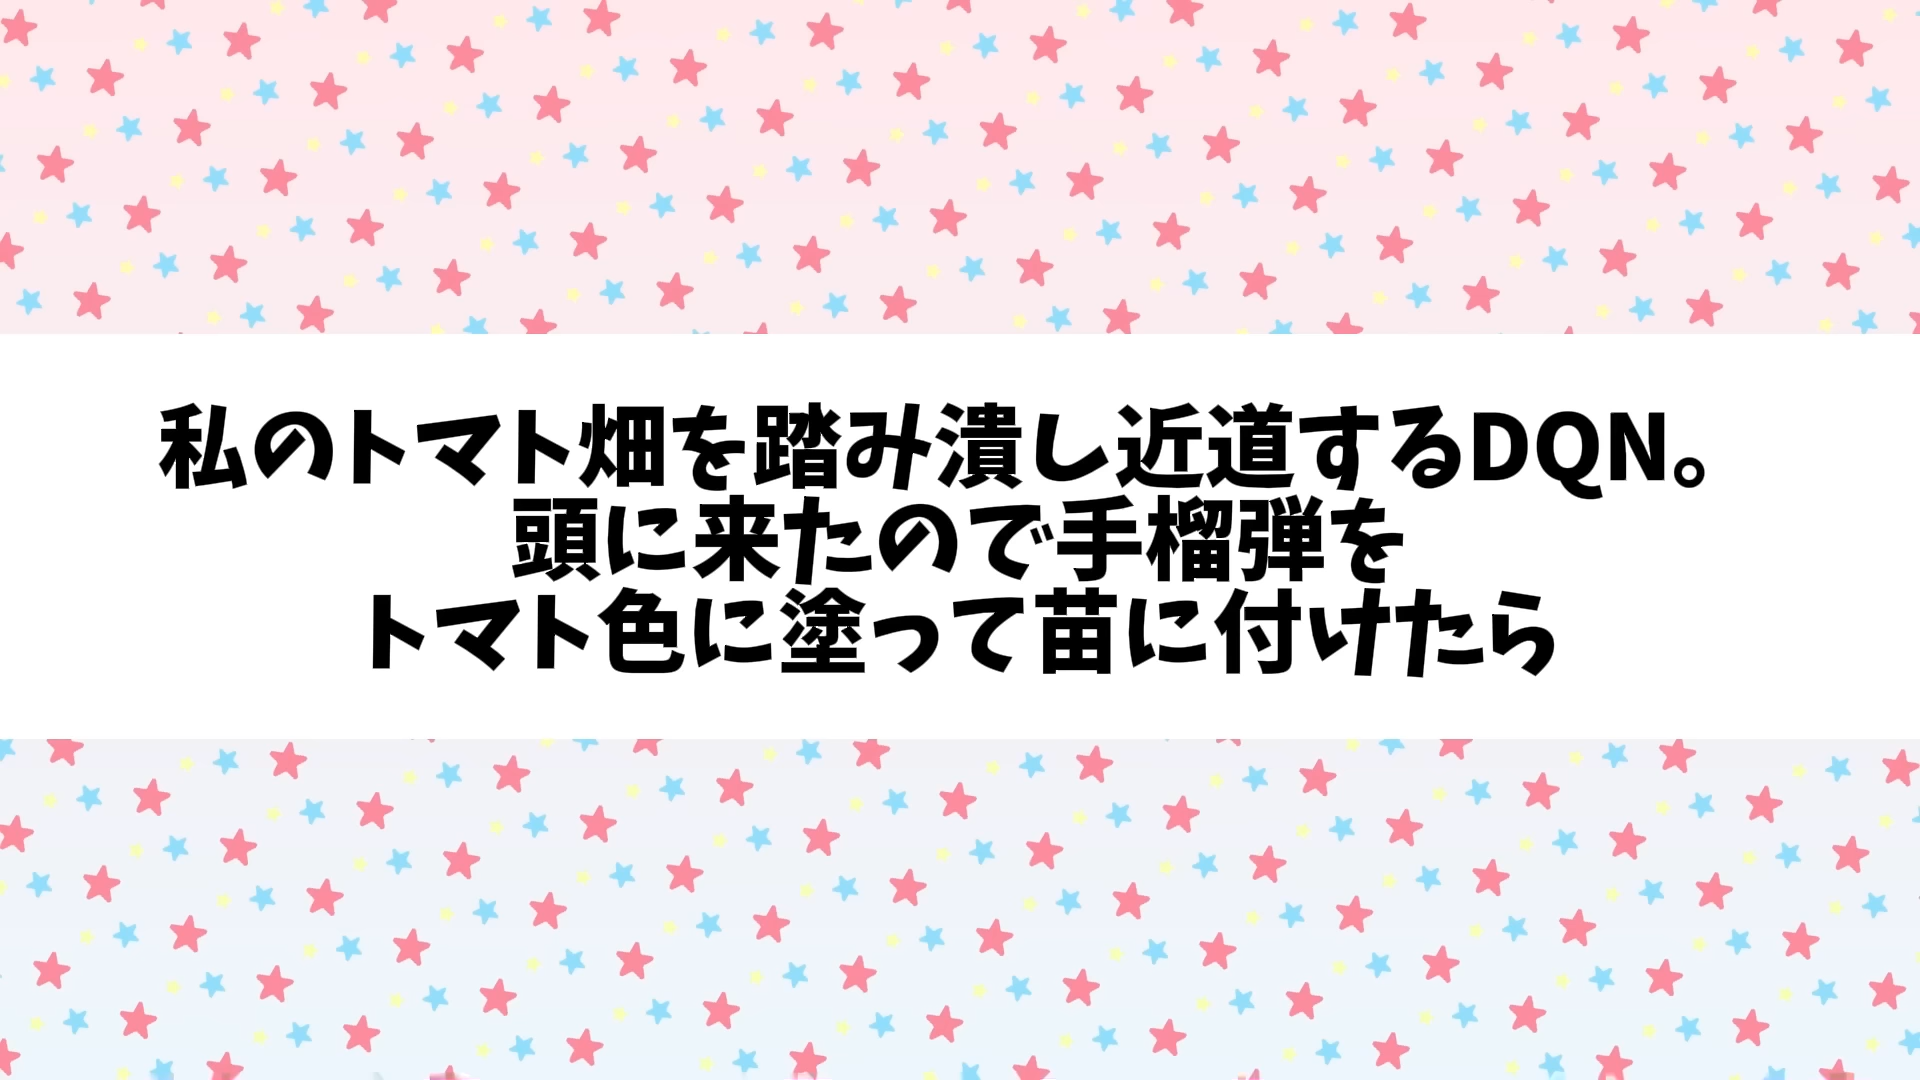 私のトマト畑を踏み潰し近道するDQN。
頭に来たので手榴弾を
トマト色に塗って苗に付けたら